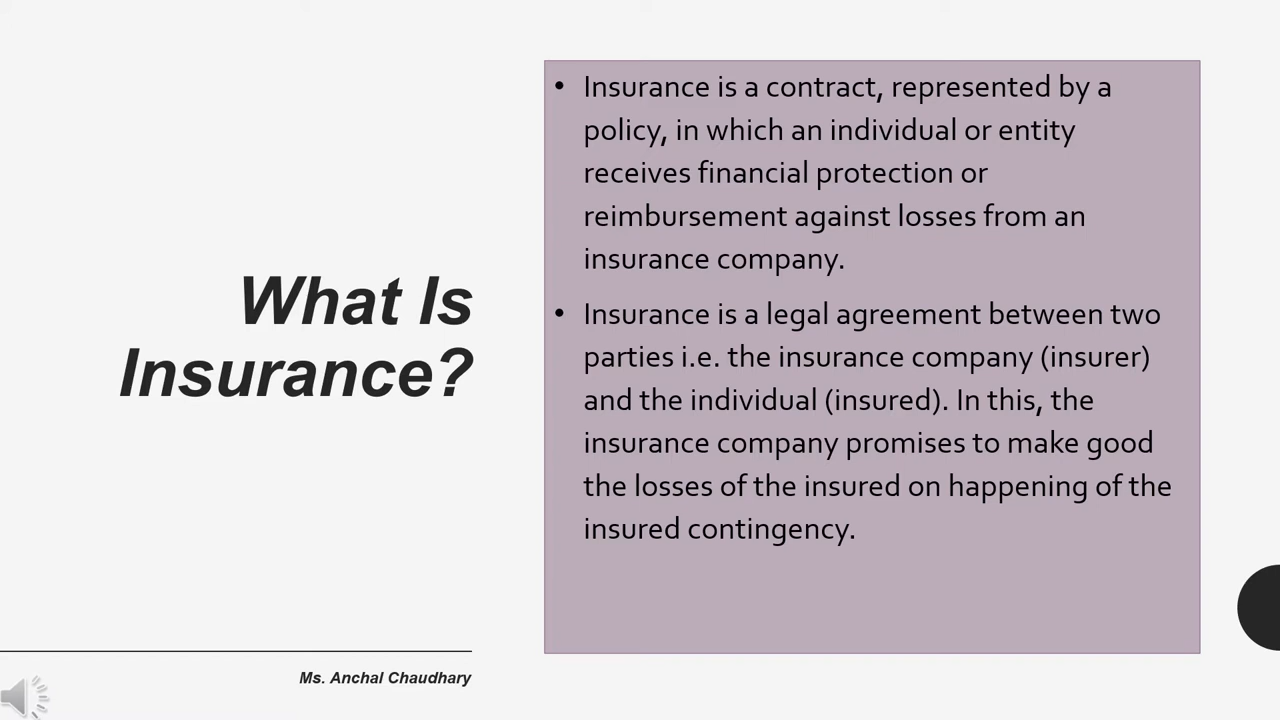 What Is
Insurance?
• Insurance is a contract, represented by a
policy, in which an individual or entity
receives financial protection or
reimbursement against losses from an
insurance company.
• Insurance is a legal agreement between two
parties i.e. the insurance company (insurer)
and the individual (insured). In this, the
insurance company promises to make good
the losses of the insured on happening of the
insured contingency.
Ms. Anchal Chaudhary